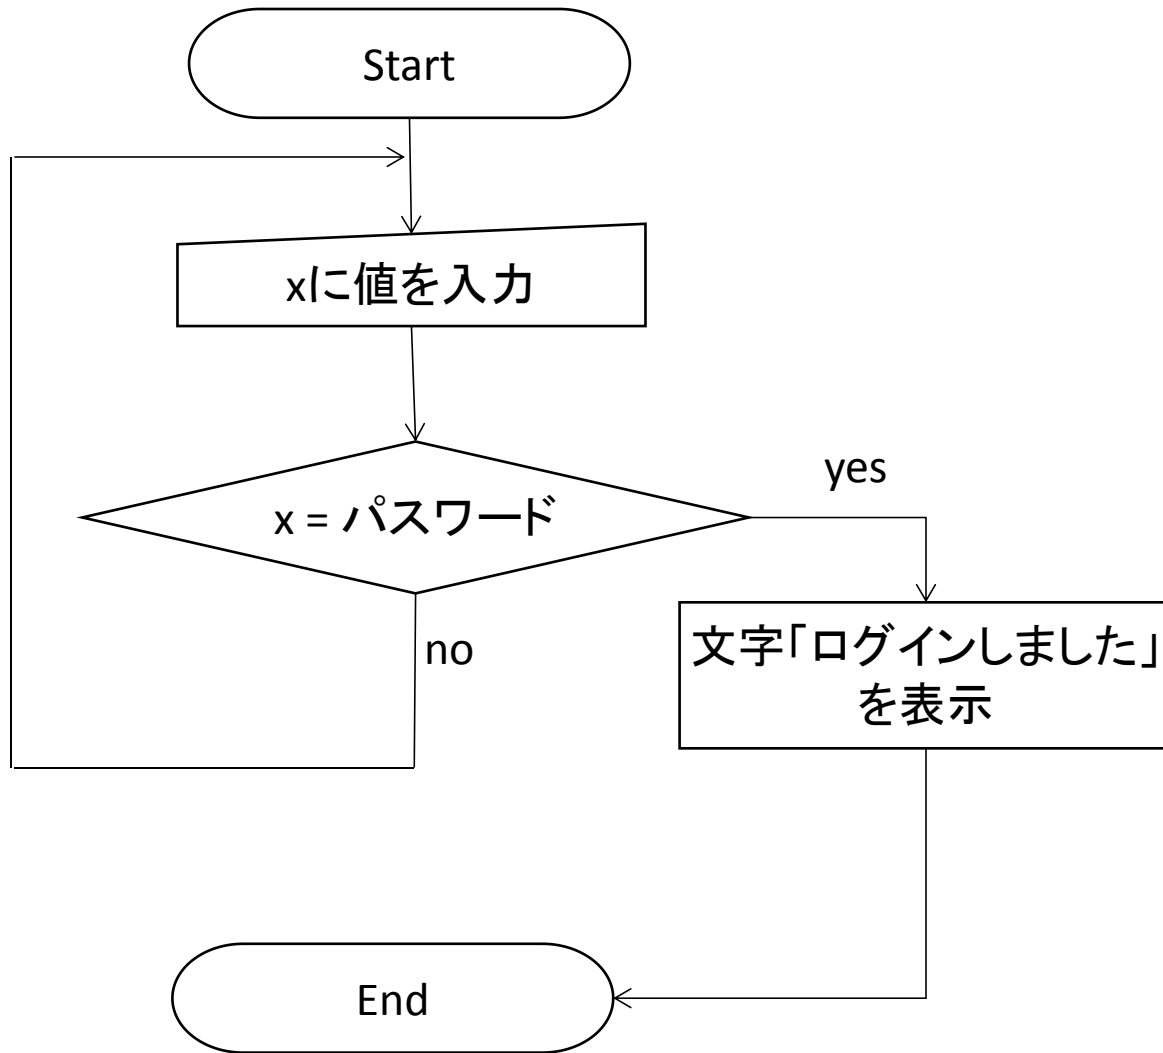 Start
xに値を入力
x = パスワード
yes
no
文字「ログインしました」
を表示
End